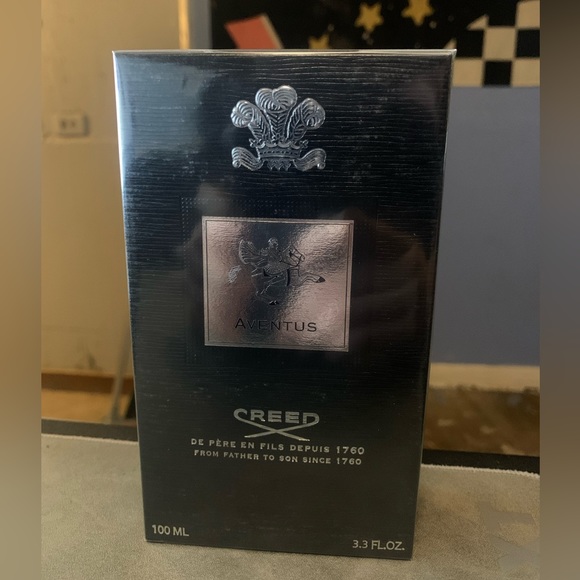 AVENTUS
CREED
DE PÈRE EN FILS DEPUIS 1760
FROM FATHER TO SON SINCE 1760
100 ML
3.3 FL.OZ.